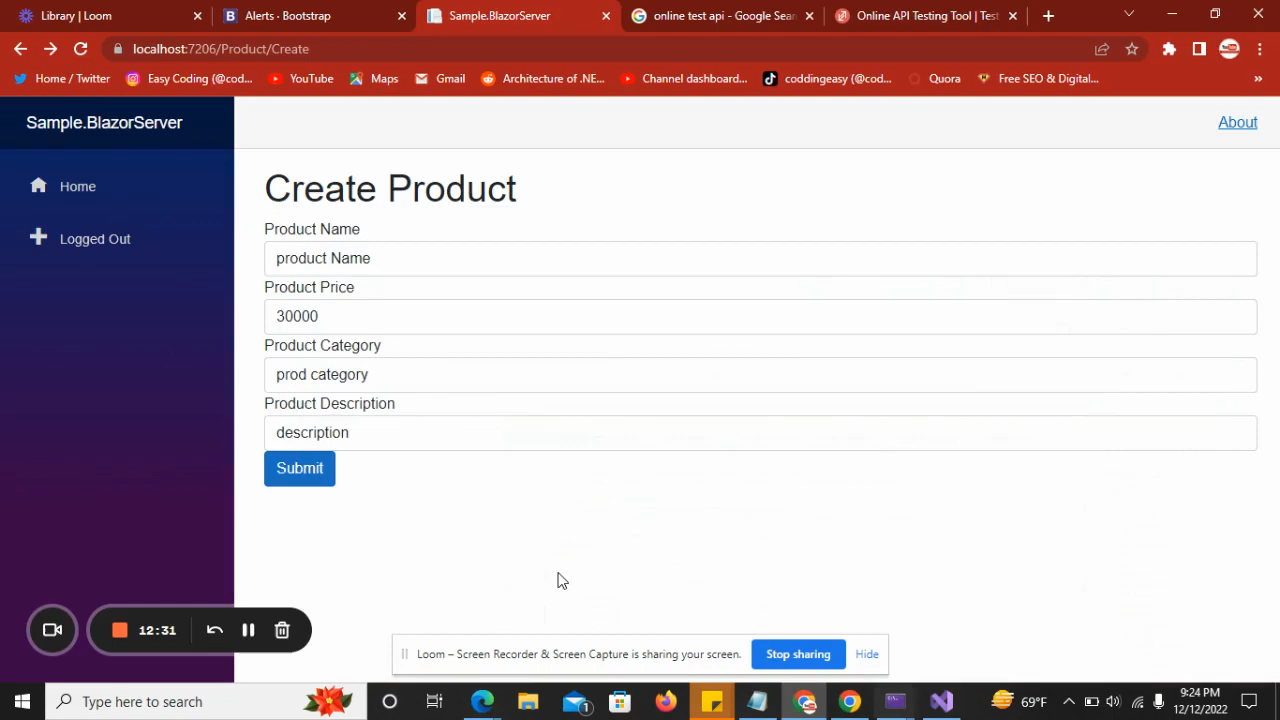 Library | Loom
Alerts · Bootstrap
Sample.BlazorServer
online test api - Google Sear
Online API Testing Tool | Test
localhost:7206/Product/Create
Home / Twitter
Easy Coding (@cod...
YouTube
Maps
Gmail
Architecture of .NE...
Channel dashboard...
coddingeasy (@cod...
Quora
Free SEO & Digital...
Sample.BlazorServer
About
Home
Logged Out
Create Product
Product Name
product Name
Product Price
30000
Product Category
prod category
Product Description
description
Submit
12:31
Loom – Screen Recorder & Screen Capture is sharing your screen.
Stop sharing
Hide
Type here to search
1
69°F
9:24 PM
12/12/2022